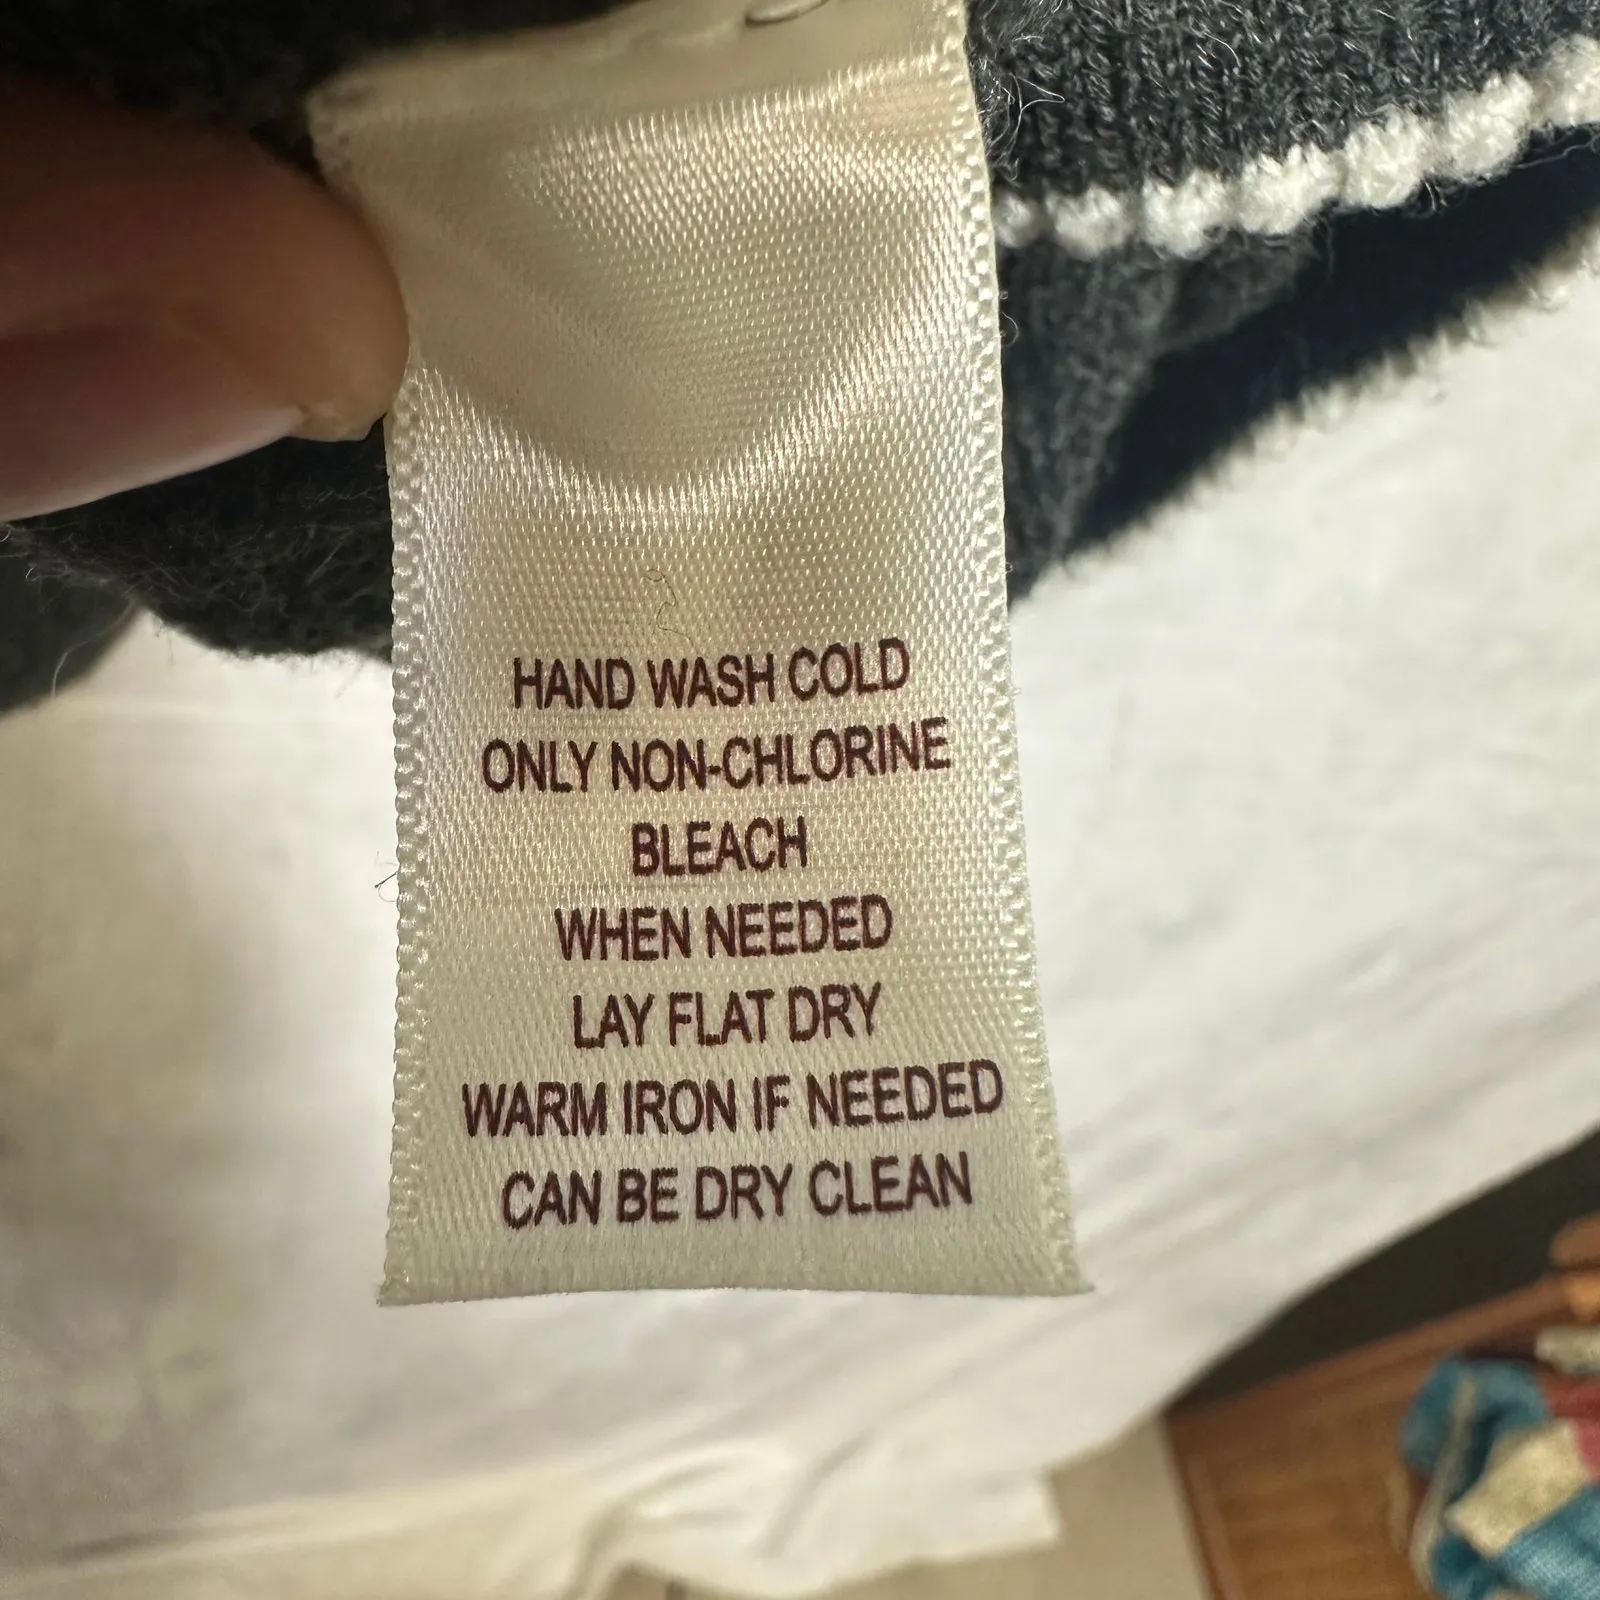 HAND WASH COLD
ONLY NON-CHLORINE
BLEACH
WHEN NEEDED
LAY FLAT DRY
WARM IRON IF NEEDED
CAN BE DRY CLEAN